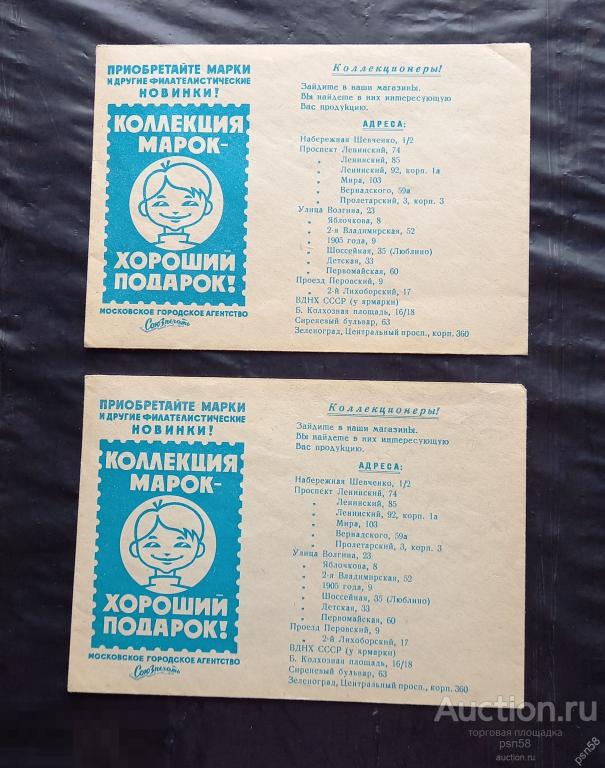 ПРИОБРЕТАЙТЕ МАРКИ
И ДРУГИЕ ФИЛАТЕЛИСТИЧЕСКИЕ
НОВИНКИ!
КОЛЛЕКЦИЯ
МАРОК-
ХОРОШИЙ
ПОДАРОК!
МОСКОВСКОЕ ГОРОДСКОЕ АГЕНТСТВО
Союзпечать
Коллекционеры!
Зайдите в наши магазины.
Вы найдете в них интересующую
Вас продукцию.
АДРЕСА:
Набережная Шевченко, 1/2
Проспект Ленинский, 74
„ Ленинский, 85
„ Ленинский, 92, корп. 1а
„ Мира, 103
„ Вернадского, 59а
„ Пролетарский, 3, корп. 3
Улица Волгина, 23
„ Яблочкова, 8
„ 2-я Владимирская, 52
„ 1905 года, 9
„ Шоссейная, 35 (Люблино)
„ Детская, 33
„ Первомайская, 60
Проезд Перовский, 9
„ 2-й Лихоборский, 17
ВДНХ СССР (у ярмарки)
Б. Колхозная площадь, 16/18
Сиреневый бульвар, 63
Зеленоград, Центральный просп., корп. 360
ПРИОБРЕТАЙТЕ МАРКИ
И ДРУГИЕ ФИЛАТЕЛИСТИЧЕСКИЕ
НОВИНКИ!
КОЛЛЕКЦИЯ
МАРОК-
ХОРОШИЙ
ПОДАРОК!
МОСКОВСКОЕ ГОРОДСКОЕ АГЕНТСТВО
Союзпечать
Коллекционеры!
Зайдите в наши магазины.
Вы найдете в них интересующую
Вас продукцию.
АДРЕСА:
Набережная Шевченко, 1/2
Проспект Ленинский, 74
„ Ленинский, 85
„ Ленинский, 92, корп. 1а
„ Мира, 103
„ Вернадского, 59а
„ Пролетарский, 3, корп. 3
Улица Волгина, 23
„ Яблочкова, 8
„ 2-я Владимирская, 52
„ 1905 года, 9
„ Шоссейная, 35 (Люблино)
„ Детская, 33
„ Первомайская, 60
Проезд Перовский, 9
„ 2-й Лихоборский, 17
ВДНХ СССР (у ярмарки)
Б. Колхозная площадь, 16/18
Сиреневый бульвар, 63
Зеленоград, Центральный просп., корп. 360
Auction.ru
торговая площадка
psn58
auction.ru
psn58